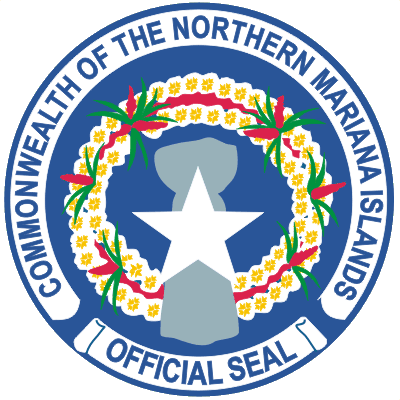 COMMONWEALTH OF THE NORTHERN MARIANA ISLANDS
OFFICIAL SEAL